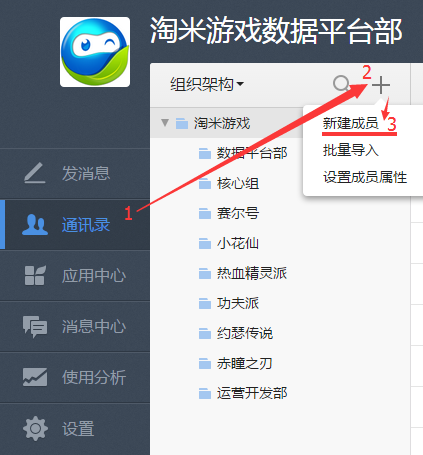 淘米游戏数据平台部
组织架构
2
新建成员
3
批量导入
设置成员属性
淘米游戏
数据平台部
核心组
赛尔号
小花仙
热血精灵派
功夫派
约瑟传说
赤瞳之刃
运营开发部
发消息
1
通讯录
应用中心
消息中心
使用分析
设置